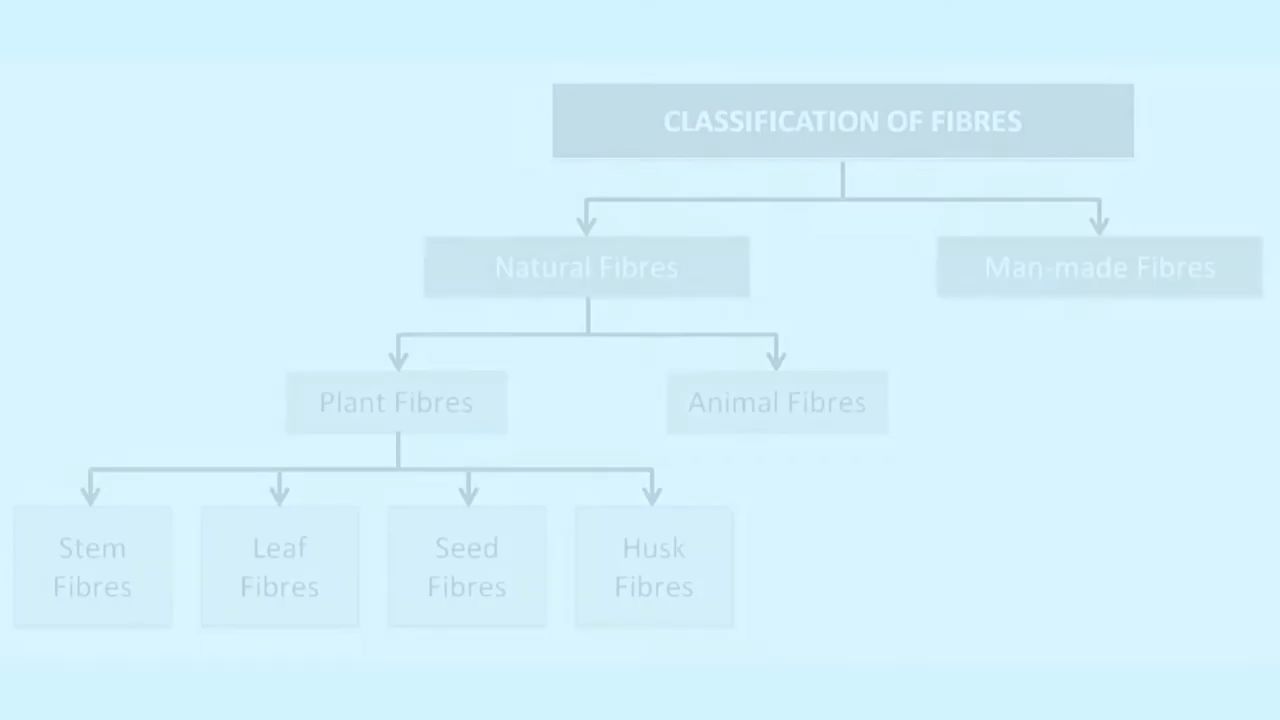 CLASSIFICATION OF FIBRES
Natural Fibres
Man-made Fibres
Plant Fibres
Animal Fibres
Stem
Fibres
Leaf
Fibres
Seed
Fibres
Husk
Fibres